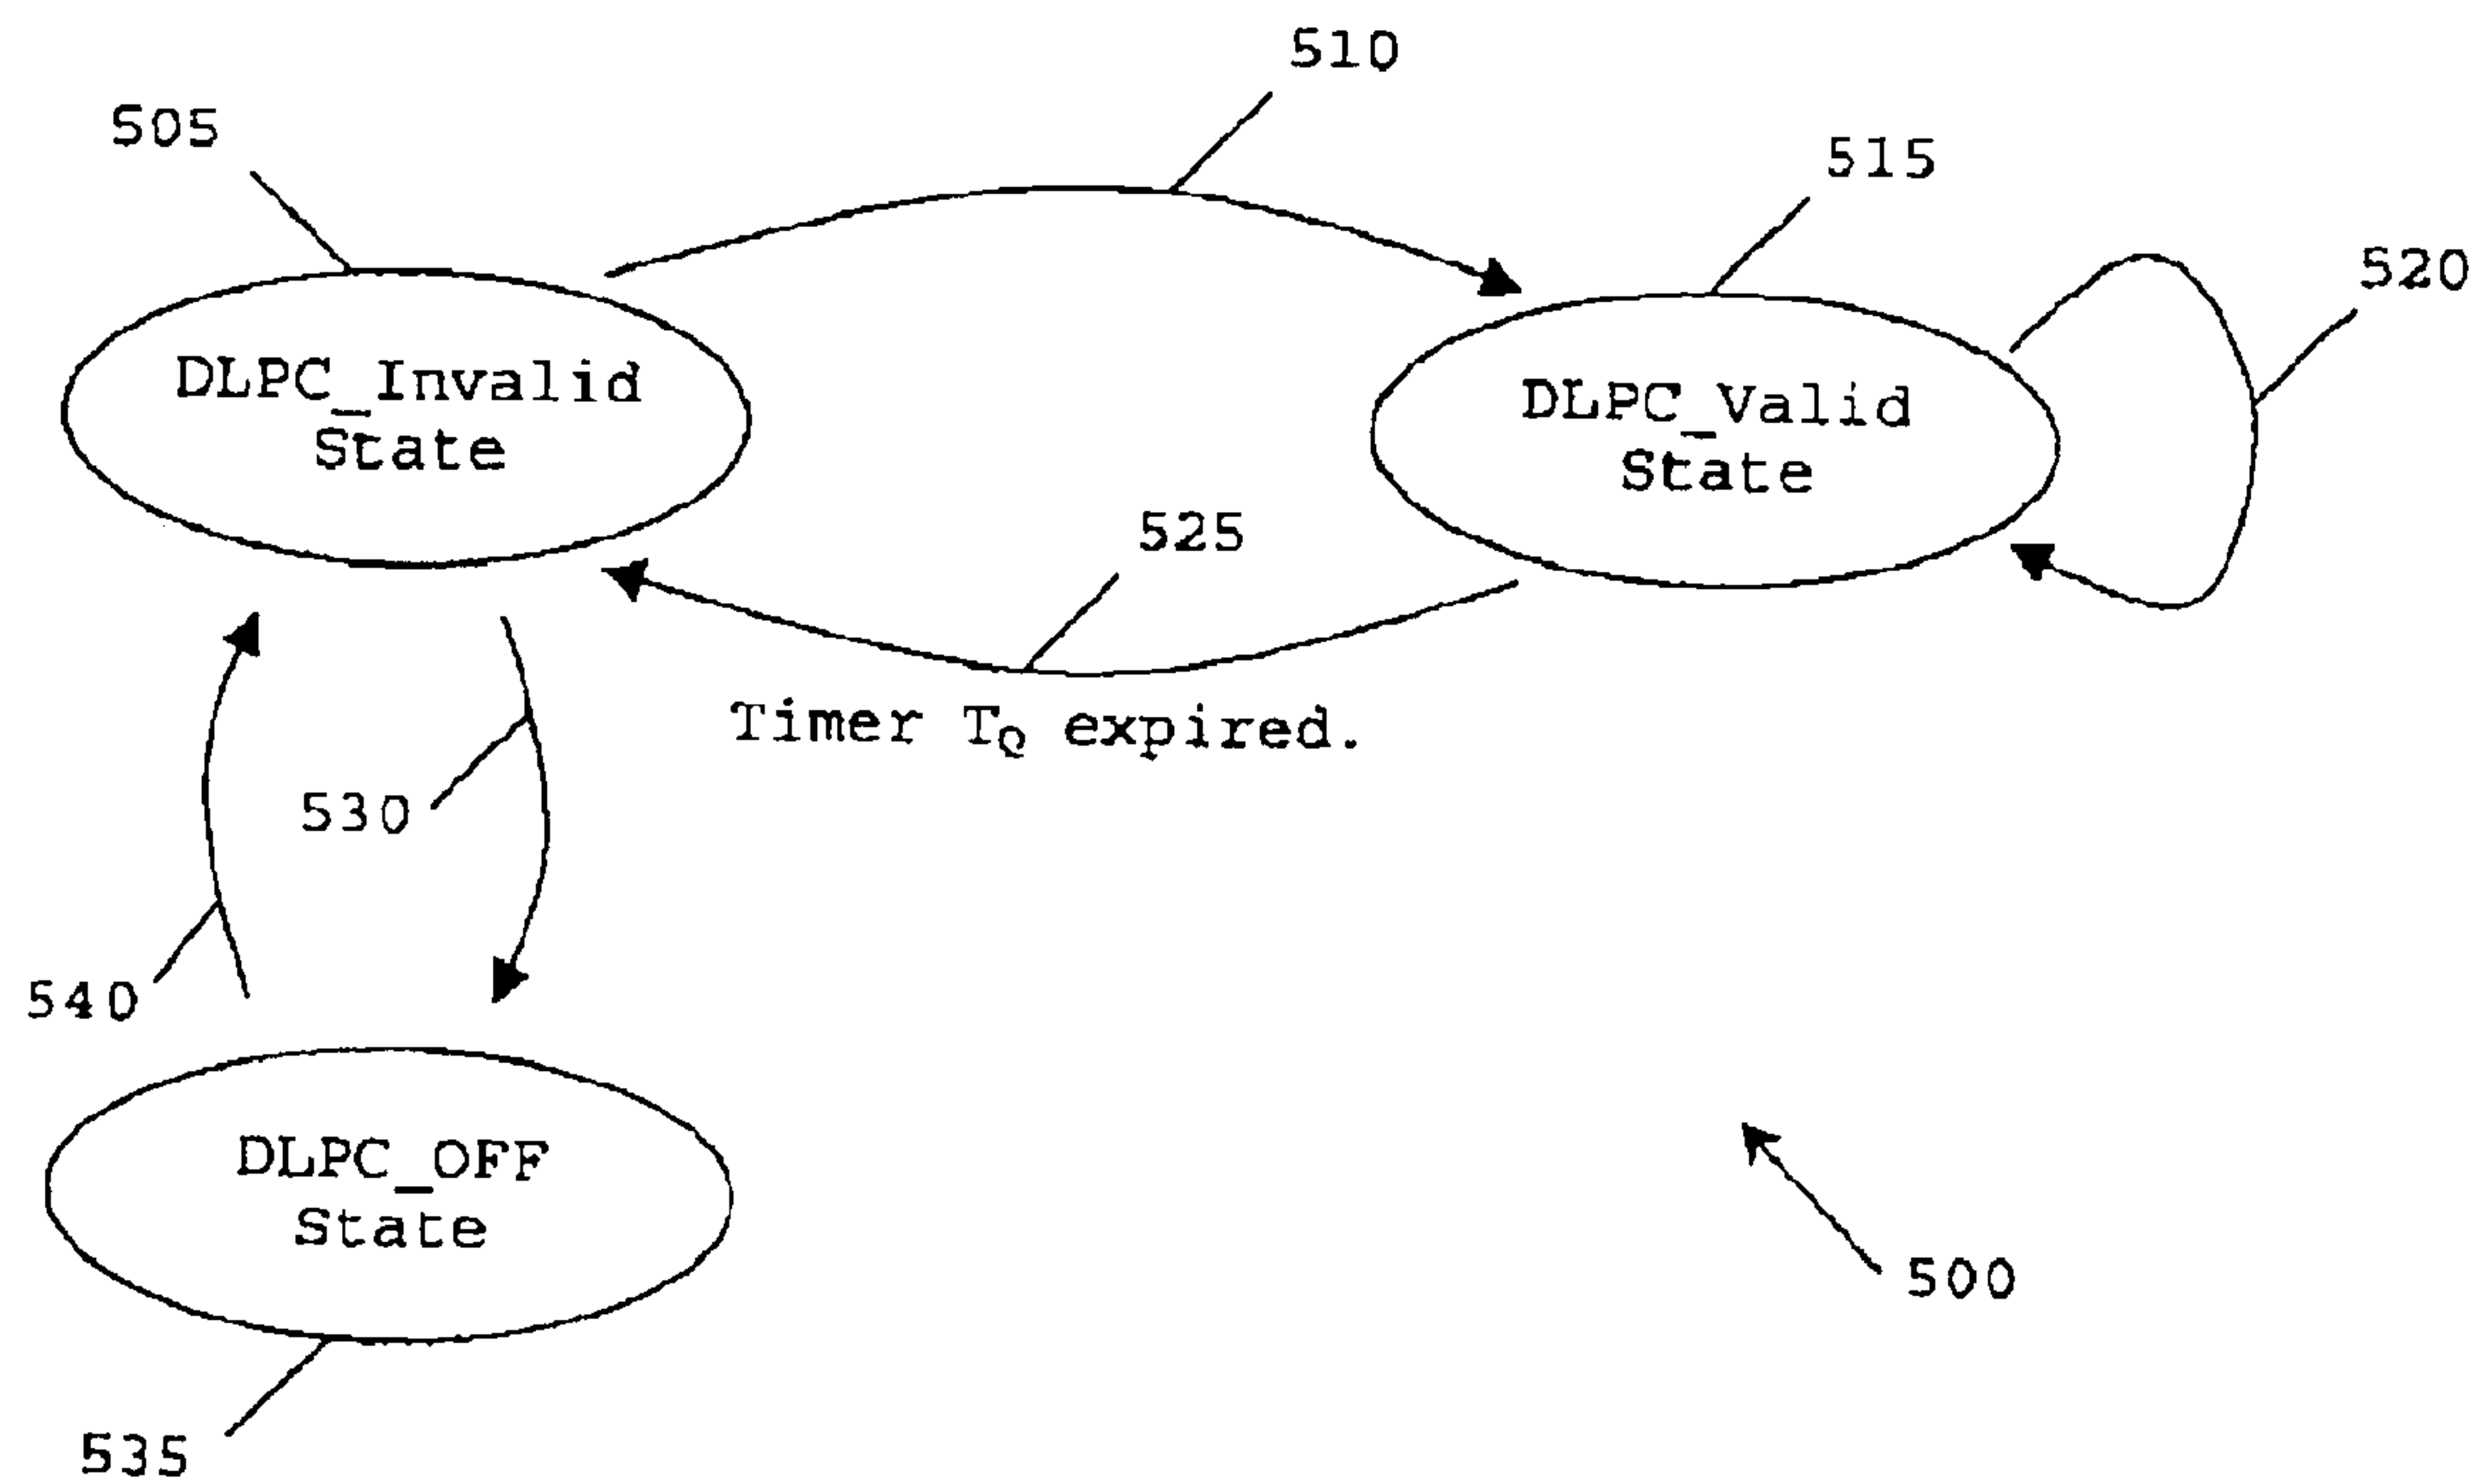 510
505
515
520
DLPC_Invalid
State
DLPC_Valid
State
525
Timer TQ expired.
530
540
DLPC_OFF
State
500
535